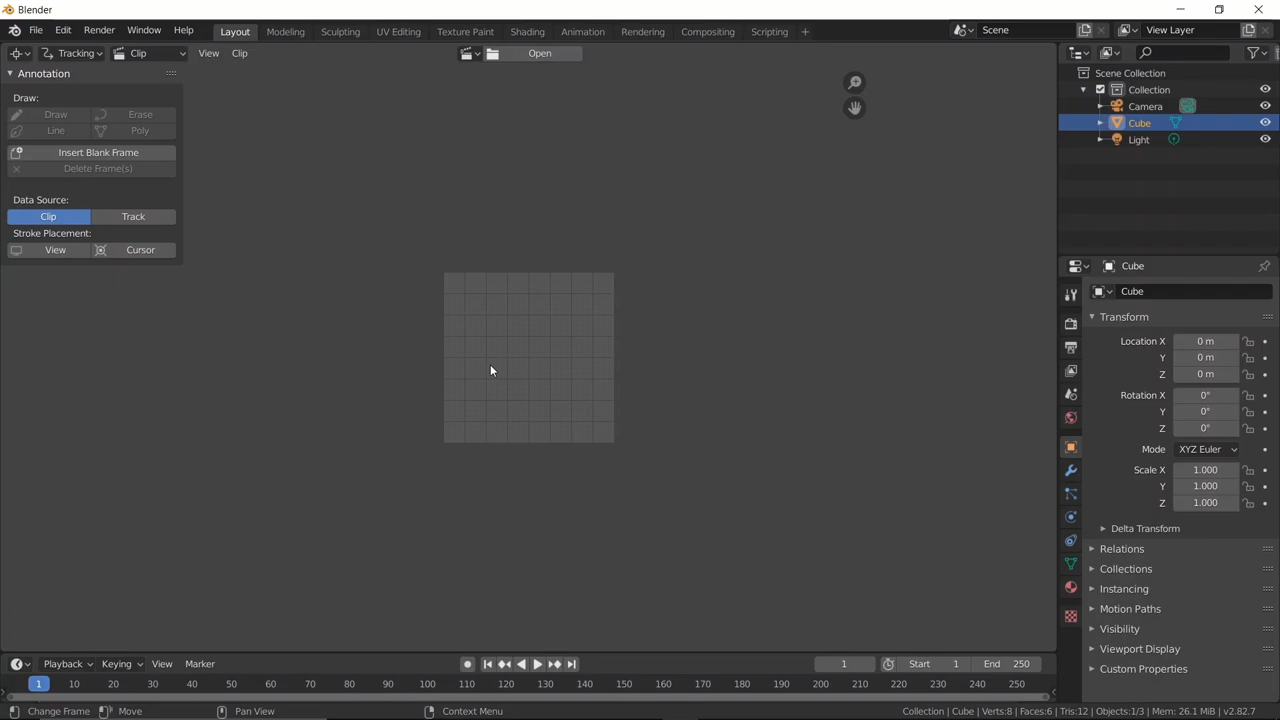 Blender
File Edit Render Window Help
Layout Modeling Sculpting UV Editing Texture Paint Shading Animation Rendering Compositing Scripting +
Scene
View Layer
Tracking Clip View Clip
Open
Annotation
Draw:
Draw Erase
Line Poly
Insert Blank Frame
Delete Frame(s)
Data Source:
Clip Track
Stroke Placement:
View Cursor
Scene Collection
Collection
Camera
Cube
Light
Cube
Cube
Transform
Location X 0 m
Y 0 m
Z 0 m
Rotation X 0°
Y 0°
Z 0°
Mode XYZ Euler
Scale X 1.000
Y 1.000
Z 1.000
Delta Transform
Relations
Collections
Instancing
Motion Paths
Visibility
Viewport Display
Custom Properties
Playback Keying View Marker
1
Start 1 End 250
1 10 20 30 40 50 60 70 80 90 100 110 120 130 140 150 160 170 180 190 200 210 220 230 240 250
Change Frame Move Pan View Context Menu
Collection | Cube | Verts:8 | Faces:6 | Tris:12 | Objects:1/3 | Mem: 26.1 MiB | v2.82.7